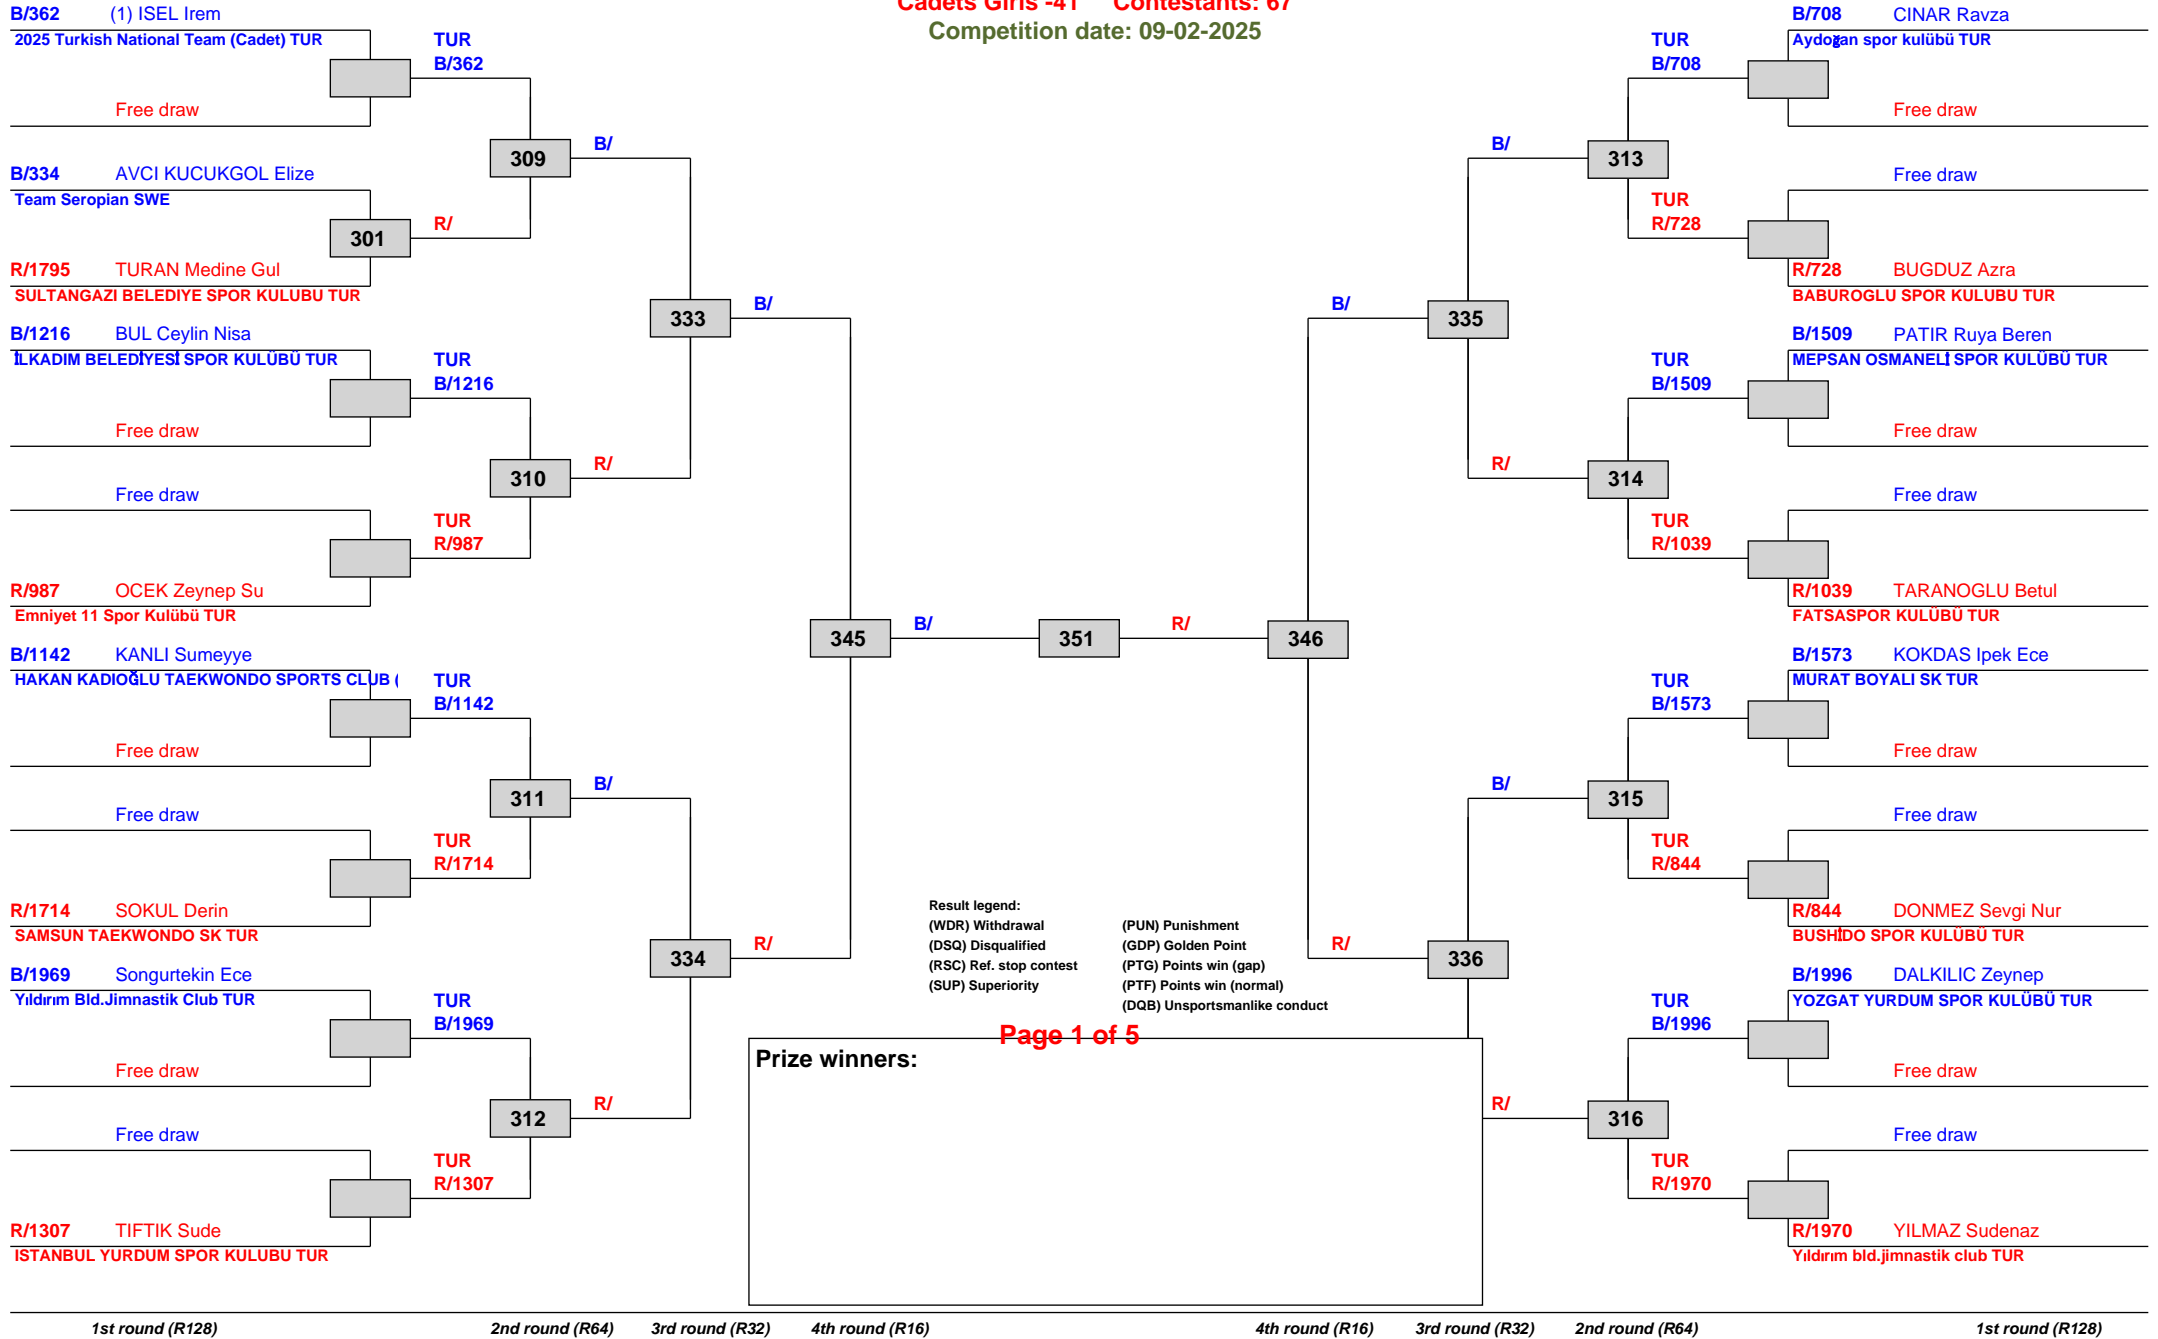 Cadets Girls -41 Contestants: 67
Competition date: 09-02-2025
B/362 (1) ISEL Irem
2025 Turkish National Team (Cadet) TUR
TUR
B/362
Free draw
309
B/
B/334 AVCI KUCUKGOL Elize
Team Seropian SWE
301
R/
R/1795 TURAN Medine Gul
SULTANGAZI BELEDIYE SPOR KULUBU TUR
333
B/
B/1216 BUL Ceylin Nisa
İLKADIM BELEDİYESİ SPOR KULÜBÜ TUR
TUR
B/1216
Free draw
310
R/
Free draw
TUR
R/987
R/987 OCEK Zeynep Su
Emniyet 11 Spor Kulübü TUR
345
B/
351
R/
346
B/1142 KANLI Sumeyye
HAKAN KADIOĞLU TAEKWONDO SPORTS CLUB (
TUR
B/1142
Free draw
311
B/
Free draw
TUR
R/1714
R/1714 SOKUL Derin
SAMSUN TAEKWONDO SK TUR
334
R/
B/1969 Songurtekin Ece
Yıldırım Bld.Jimnastik Club TUR
TUR
B/1969
Free draw
312
R/
Free draw
TUR
R/1307
R/1307 TIFTIK Sude
ISTANBUL YURDUM SPOR KULUBU TUR
B/708 CINAR Ravza
Aydoğan spor kulübü TUR
TUR
B/708
Free draw
B/
313
Free draw
TUR
R/728
R/728 BUGDUZ Azra
BABUROGLU SPOR KULUBU TUR
B/
335
B/1509 PATIR Ruya Beren
MEPSAN OSMANELİ SPOR KULÜBÜ TUR
TUR
B/1509
Free draw
R/
314
Free draw
TUR
R/1039
R/1039 TARANOGLU Betul
FATSASPOR KULÜBÜ TUR
B/1573 KOKDAS Ipek Ece
MURAT BOYALI SK TUR
TUR
B/1573
Free draw
B/
315
Free draw
TUR
R/844
R/844 DONMEZ Sevgi Nur
BUSHİDO SPOR KULÜBÜ TUR
R/
336
B/1996 DALKILIC Zeynep
YOZGAT YURDUM SPOR KULÜBÜ TUR
TUR
B/1996
Free draw
R/
316
Free draw
TUR
R/1970
R/1970 YILMAZ Sudenaz
Yıldırım bld.jimnastik club TUR
Result legend:
(WDR) Withdrawal (PUN) Punishment
(DSQ) Disqualified (GDP) Golden Point
(RSC) Ref. stop contest (PTG) Points win (gap)
(SUP) Superiority (PTF) Points win (normal)
(DQB) Unsportsmanlike conduct
Page 1 of 5
Prize winners:
1st round (R128) 2nd round (R64) 3rd round (R32) 4th round (R16) 4th round (R16) 3rd round (R32) 2nd round (R64) 1st round (R128)